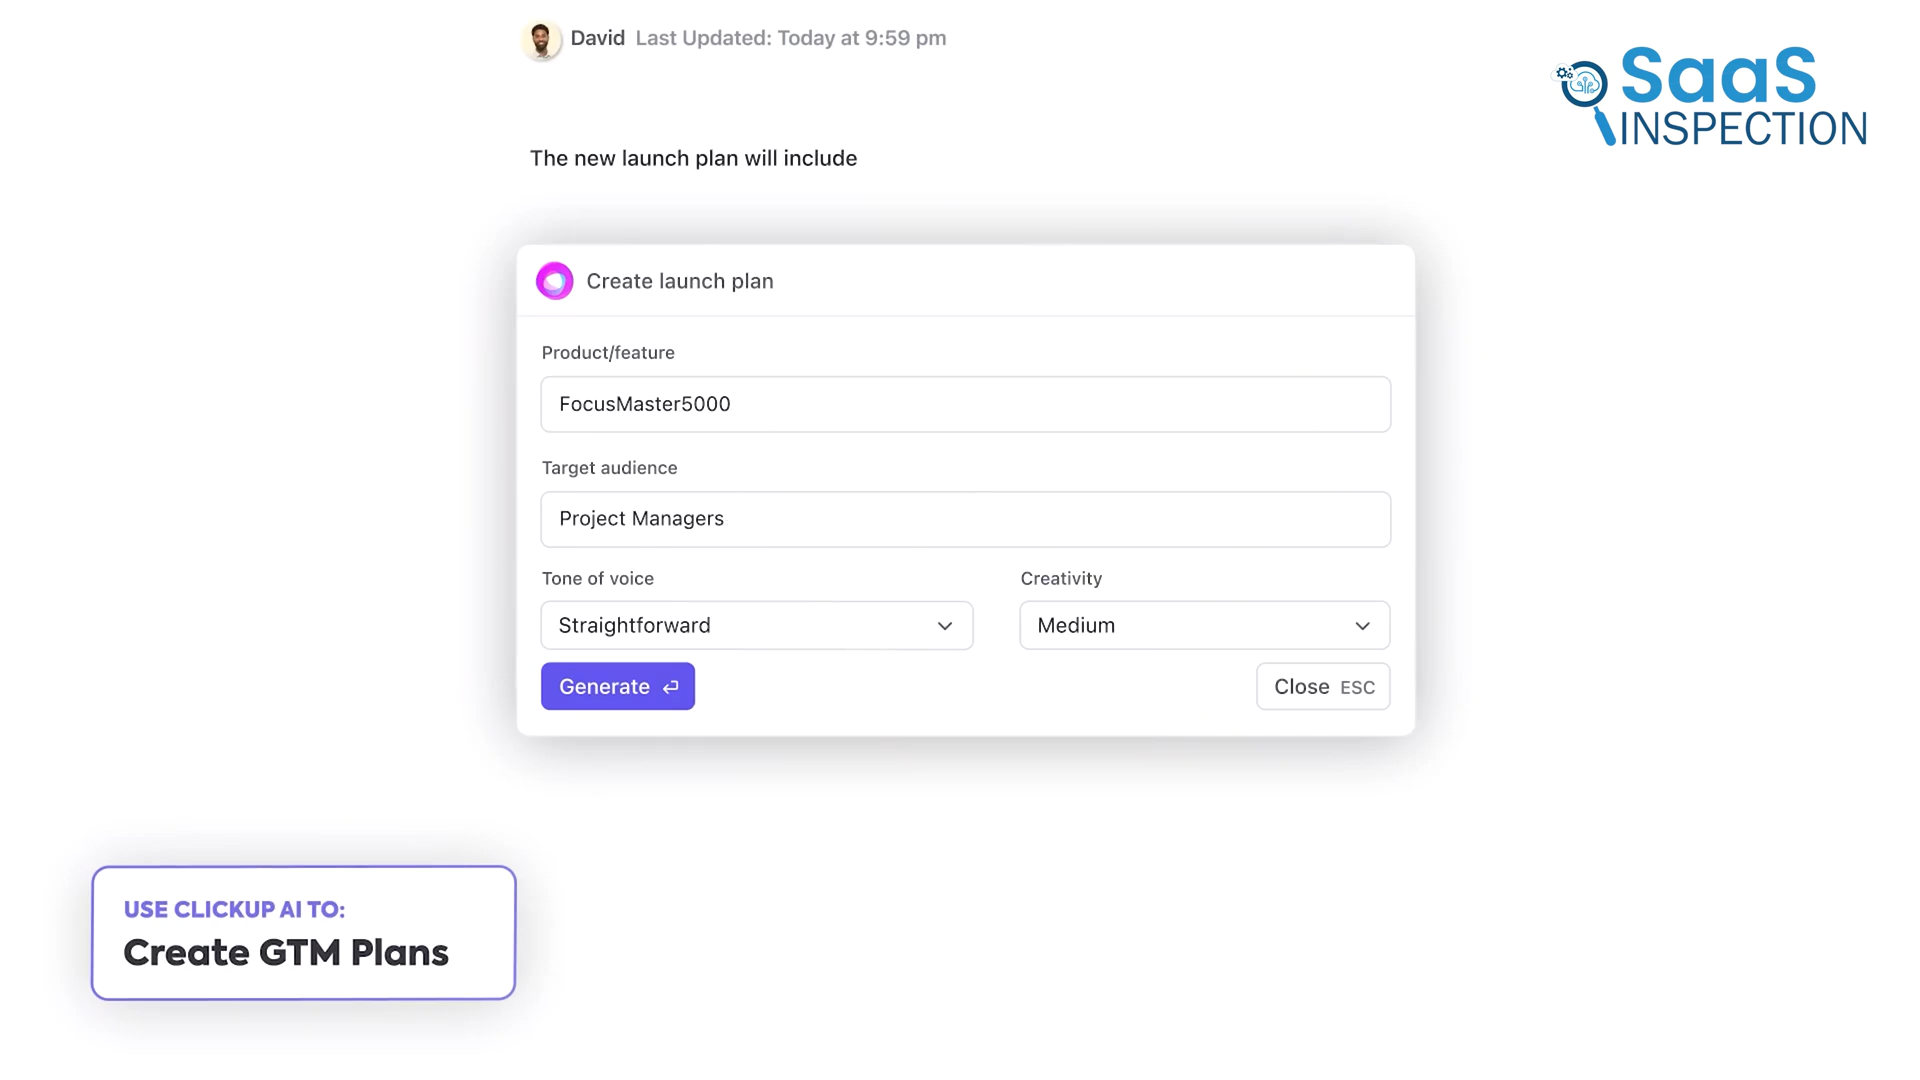 David Last Updated: Today at 9:59 pm
SaaS
INSPECTION
The new launch plan will include
Create launch plan
Product/feature
FocusMaster5000
Target audience
Project Managers
Tone of voice
Creativity
Straightforward
Medium
Generate
Close ESC
USE CLICKUP AI TO:
Create GTM Plans